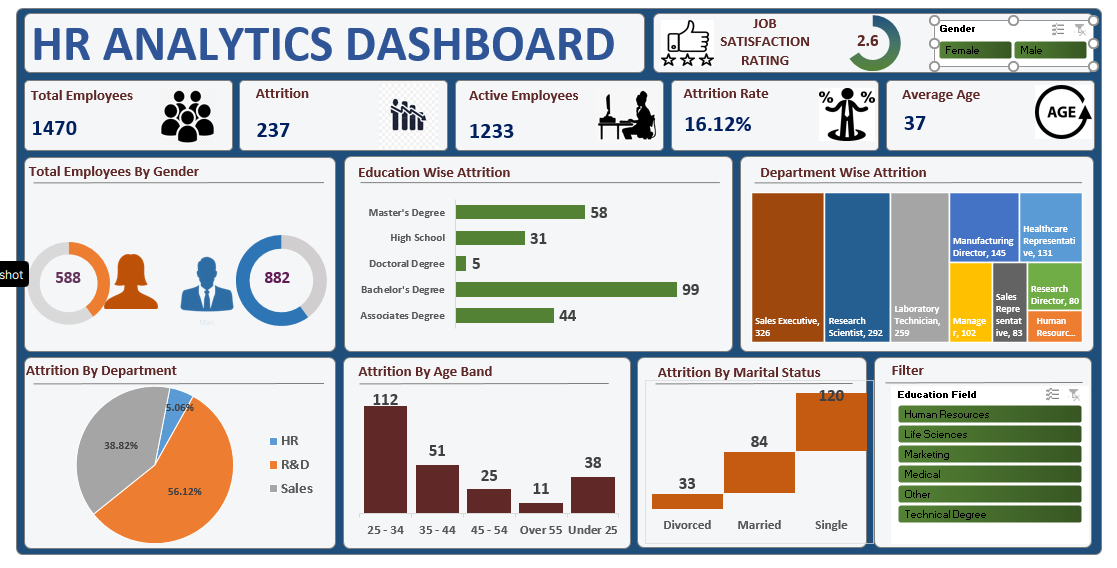 HR ANALYTICS DASHBOARD
JOB
SATISFACTION
RATING
2.6
Gender
Female
Male
Total Employees
1470
Attrition
237
Active Employees
1233
Attrition Rate
16.12%
% %
Average Age
37
AGE
Total Employees By Gender
shot
588
882
Man
Education Wise Attrition
Master's Degree 58
High School 31
Doctoral Degree 5
Bachelor's Degree 99
Associates Degree 44
Department Wise Attrition
Sales Executive,
326
Research
Scientist, 292
Laboratory
Technician,
259
Manufacturing
Director, 145
Healthcare
Representati
ve, 131
Manage
r, 102
Sales
Repre
sentat
ive, 83
Research
Director, 80
Human
Resourc...
Attrition By Department
5.06%
38.82%
56.12%
HR
R&D
Sales
Attrition By Age Band
112
51
25
11
38
25 - 34
35 - 44
45 - 54
Over 55
Under 25
Attrition By Marital Status
120
84
33
Divorced
Married
Single
Filter
Education Field
Human Resources
Life Sciences
Marketing
Medical
Other
Technical Degree